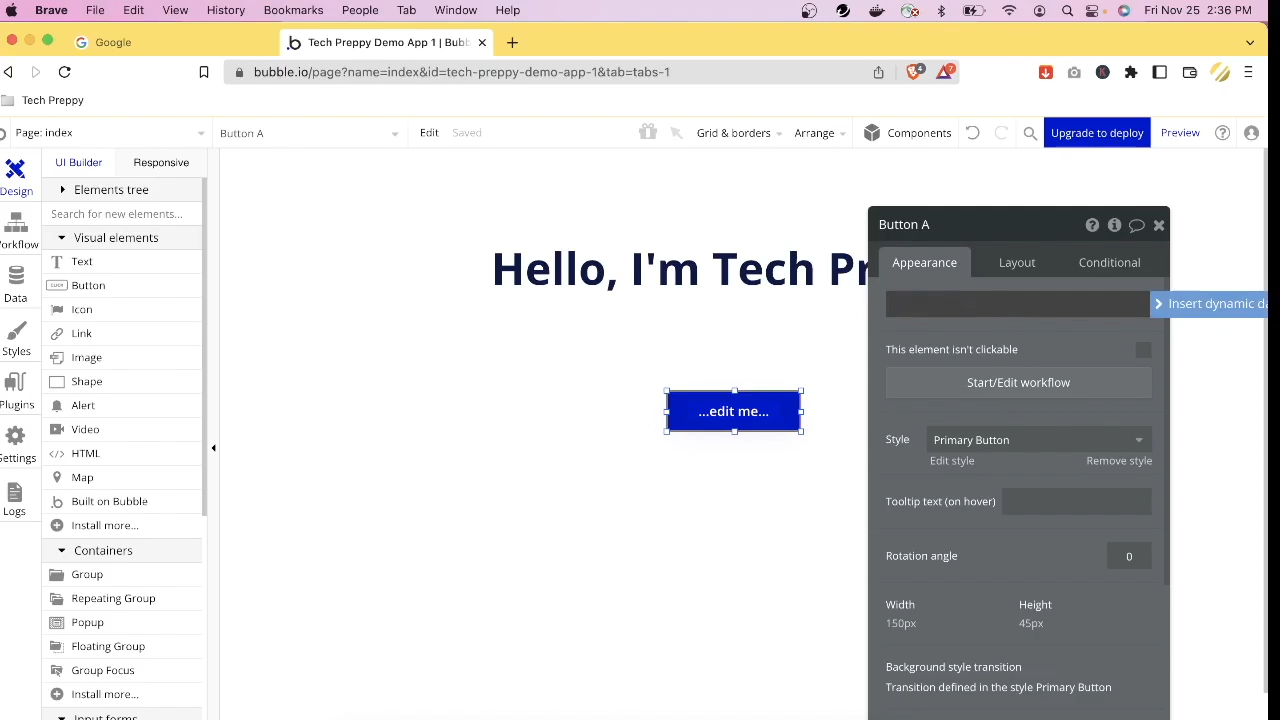 Brave File Edit View History Bookmarks People Tab Window Help Fri Nov 25 2:36 PM
Google Tech Preppy Demo App 1 | Bubb
bubble.io/page?name=index&id=tech-preppy-demo-app-1&tab=tabs-1 4 7
Tech Preppy
Page: index Button A Edit Saved Grid & borders Arrange Components Upgrade to deploy Preview
UI Builder Responsive
Design
Elements tree
Search for new elements...
Workflow
Visual elements
Text
Data
CLICK Button
Icon
Link
Styles
Image
Shape
Plugins
Alert
Video
Settings
HTML
Map
Logs
Built on Bubble
Install more...
Containers
Group
Repeating Group
Popup
Floating Group
Group Focus
Install more...
Input forms
Hello, I'm Tech Pr
...edit me...
Button A
Appearance Layout Conditional
Insert dynamic da
This element isn't clickable
Start/Edit workflow
Style Primary Button
Edit style Remove style
Tooltip text (on hover)
Rotation angle 0
Width Height
150px 45px
Background style transition
Transition defined in the style Primary Button